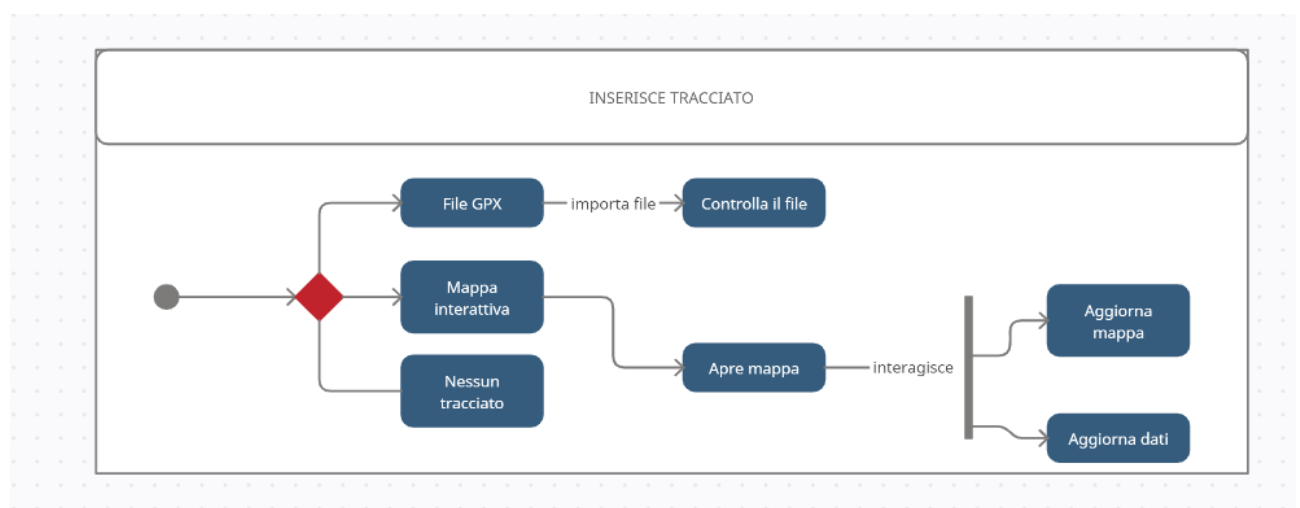 INSERISCE TRACCIATO
File GPX
importa file
Controlla il file
Mappa
interattiva
Nessun
tracciato
Apre mappa
interagisce
Aggiorna
mappa
Aggiorna dati